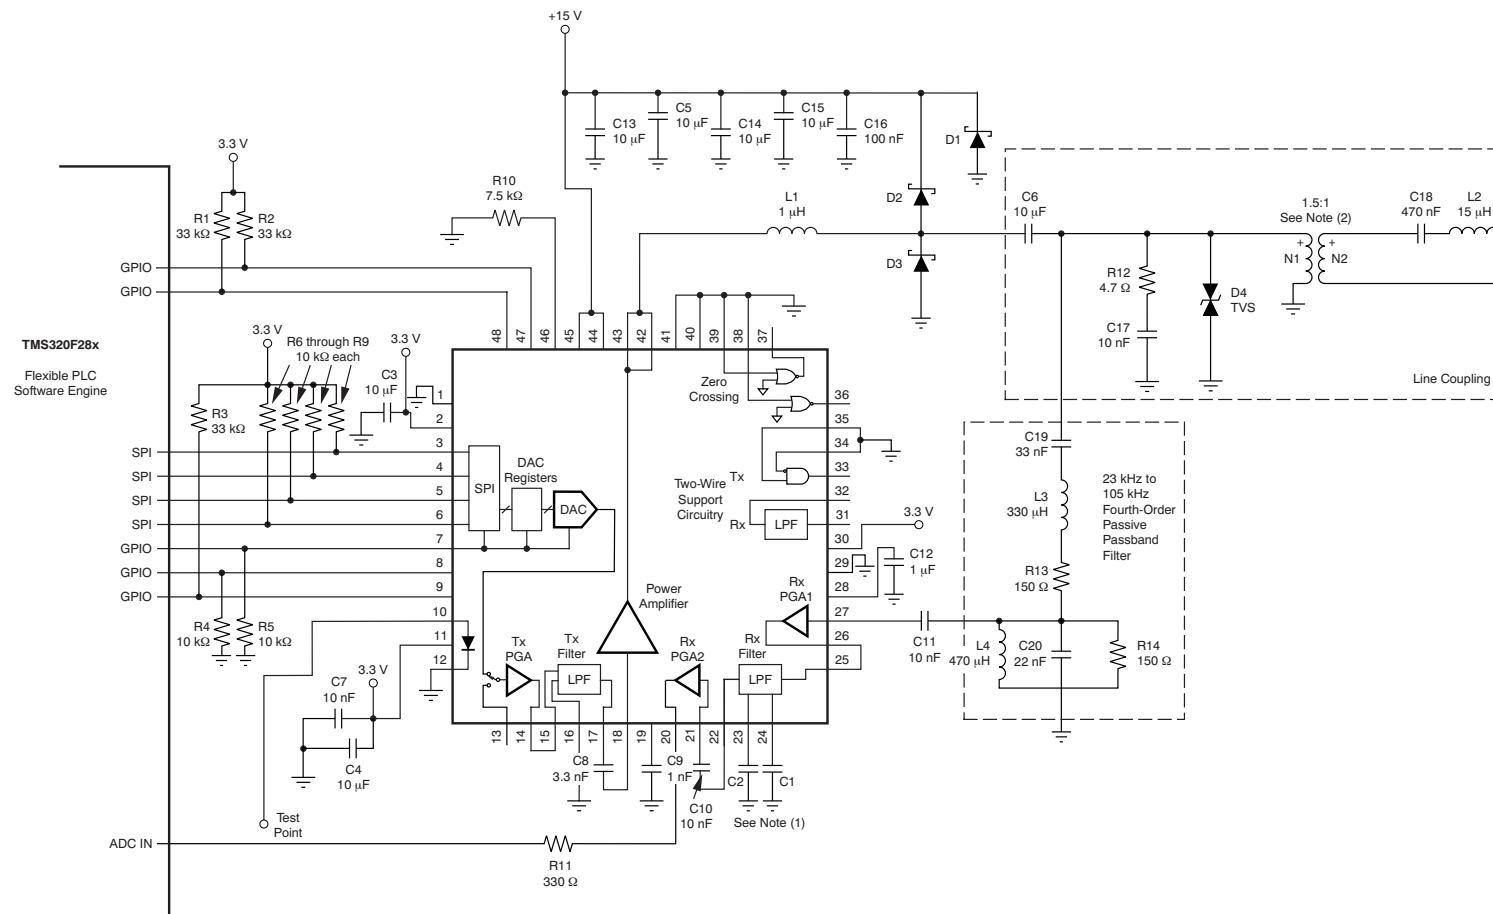 +15 V
C13
10 µF
C5
10 µF
C14
10 µF
C15
10 µF
C16
100 nF
D1
3.3 V
R1
33 kΩ
R2
33 kΩ
R10
7.5 kΩ
L1
1 µH
D2
D3
C6
10 µF
1.5:1
See Note (2)
+
N1
+
N2
C18
470 nF
L2
15 µH
R12
4.7 Ω
C17
10 nF
D4
TVS
Line Coupling
GPIO
GPIO
TMS320F28x
Flexible PLC
Software Engine
3.3 V
R6 through R9
10 kΩ each
3.3 V
C3
10 µF
R3
33 kΩ
48
47
46
45
44
43
42
41
40
39
38
37
Zero
Crossing
1
2
3
4
5
6
7
8
9
10
11
12
36
35
34
33
32
31
30
29
28
27
26
25
SPI
SPI
SPI
SPI
GPIO
GPIO
GPIO
SPI
DAC
Registers
DAC
Two-Wire
Support
Circuitry
Tx
Rx
LPF
3.3 V
C12
1 µF
C19
33 nF
L3
330 µH
R13
150 Ω
23 kHz to
105 kHz
Fourth-Order
Passive
Passband
Filter
R4
10 kΩ
R5
10 kΩ
Power
Amplifier
Rx
PGA1
Tx
PGA
Tx
Filter
LPF
Rx
PGA2
Rx
Filter
LPF
C11
10 nF
L4
470 µH
C20
22 nF
R14
150 Ω
3.3 V
C7
10 nF
C4
10 µF
13
14
15
16
17
18
19
20
21
22
23
24
C8
3.3 nF
C9
1 nF
C10
10 nF
C2
C1
See Note (1)
Test
Point
ADC IN
R11
330 Ω